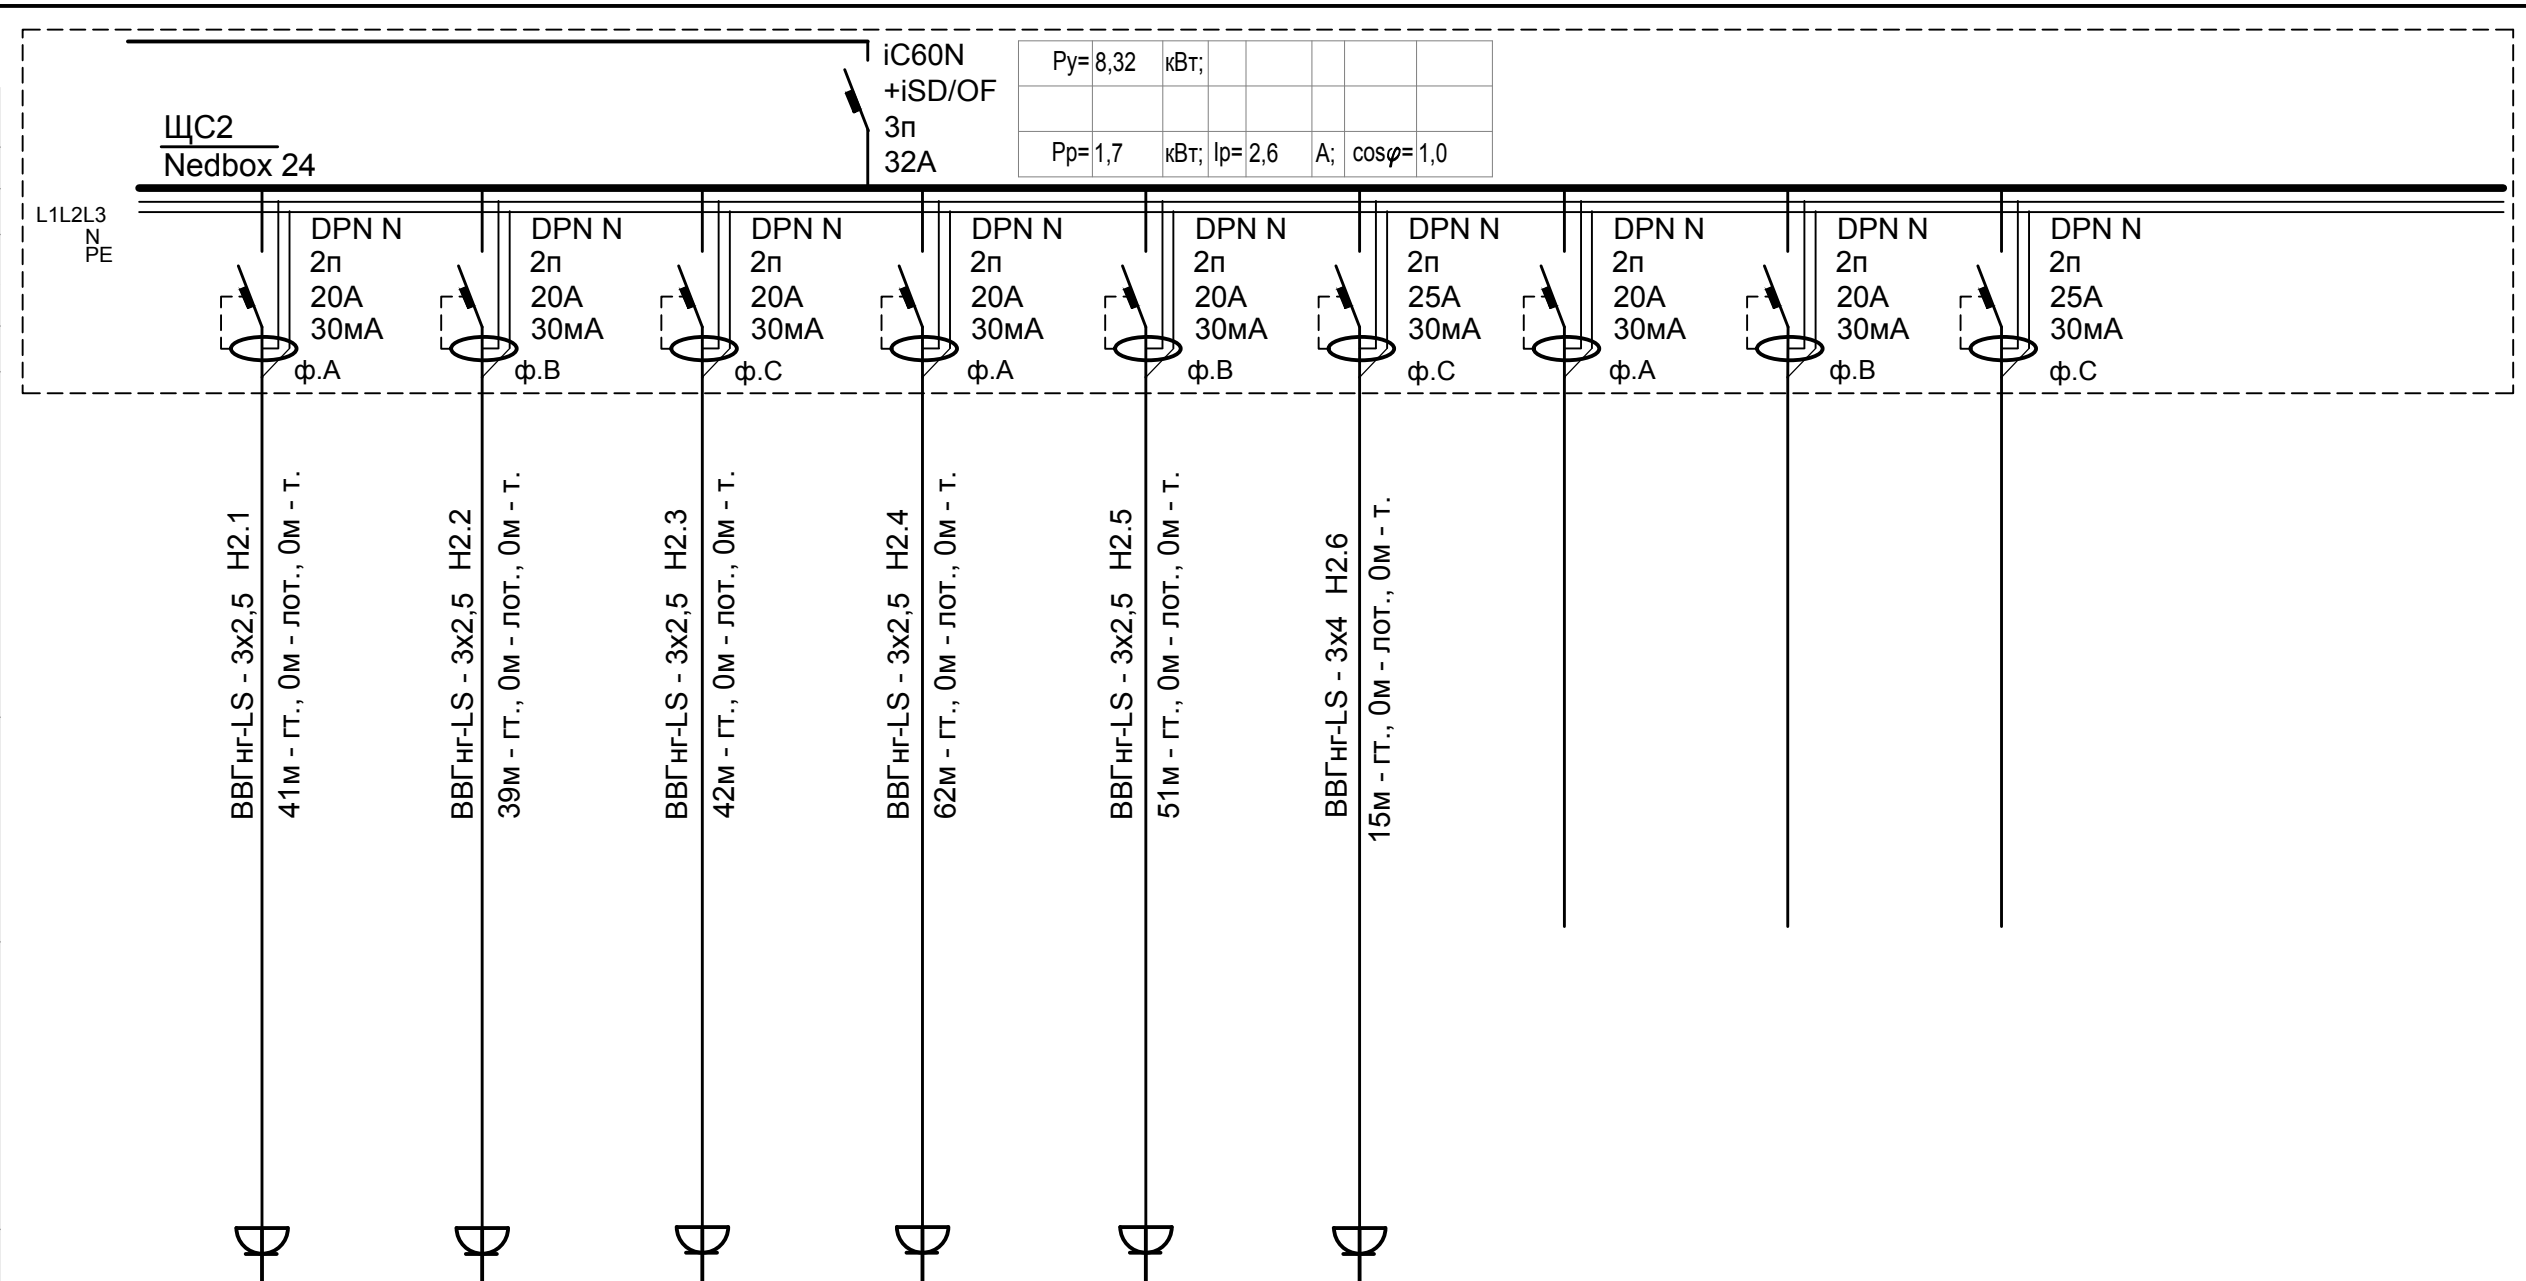 iC60N
+iSD/OF
3п
32А
Ру= 8,32 кВт;
Рр= 1,7 кВт; Iр= 2,6 А; cosφ= 1,0
ЩС2
Nedbox 24
L1L2L3
N
PE
DPN N
2п
20А
30мА
ф.А
DPN N
2п
20А
30мА
ф.В
DPN N
2п
20А
30мА
ф.С
DPN N
2п
20А
30мА
ф.А
DPN N
2п
20А
30мА
ф.В
DPN N
2п
25А
30мА
ф.С
DPN N
2п
20А
30мА
ф.А
DPN N
2п
20А
30мА
ф.В
DPN N
2п
25А
30мА
ф.С
ВВГнг-LS - 3х2,5 Н2.1
41м - гт., 0м - лот., 0м - т.
ВВГнг-LS - 3х2,5 Н2.2
39м - гт., 0м - лот., 0м - т.
ВВГнг-LS - 3х2,5 Н2.3
42м - гт., 0м - лот., 0м - т.
ВВГнг-LS - 3х2,5 Н2.4
62м - гт., 0м - лот., 0м - т.
ВВГнг-LS - 3х2,5 Н2.5
51м - гт., 0м - лот., 0м - т.
ВВГнг-LS - 3х4 Н2.6
15м - гт., 0м - лот., 0м - т.